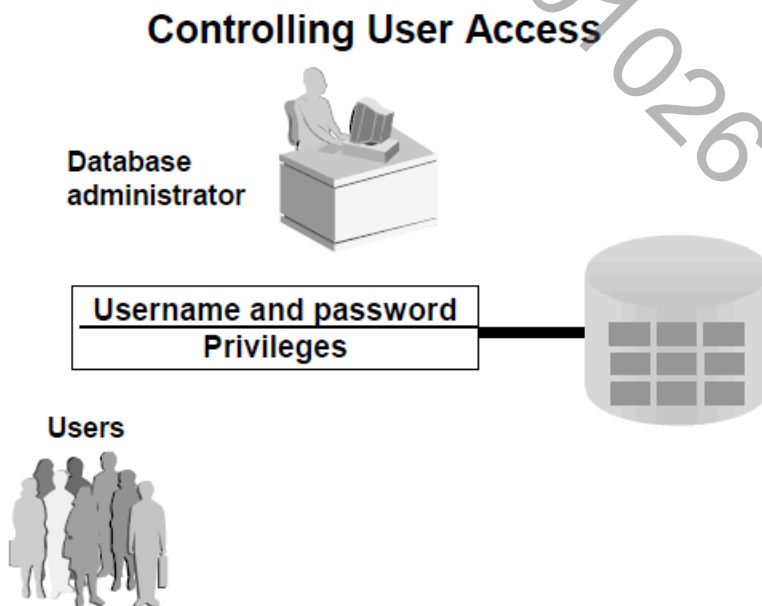 Controlling User Access
Database
administrator
Username and password
Privileges
Users